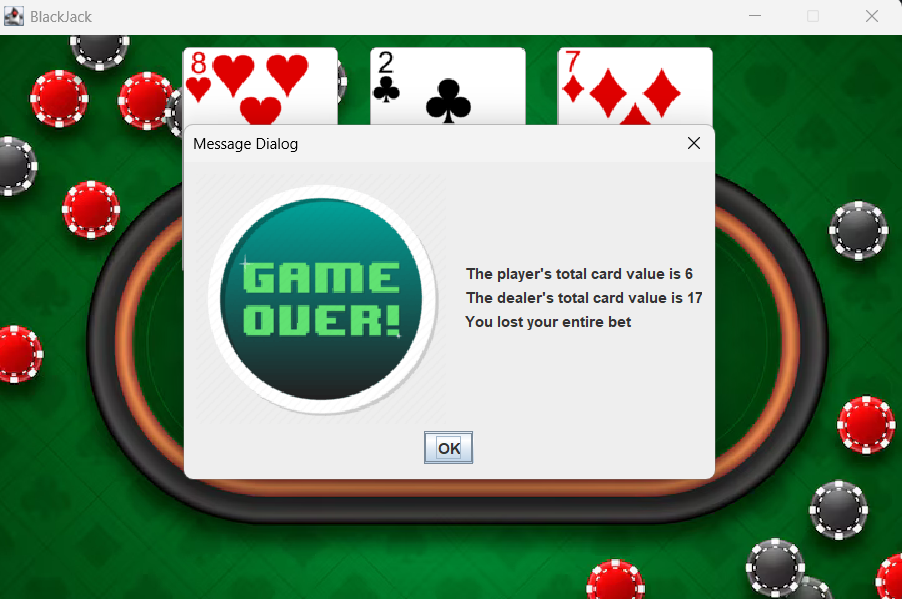 BlackJack
8
2
7
Message Dialog
GAME
OVER!
The player's total card value is 6
The dealer's total card value is 17
You lost your entire bet
OK